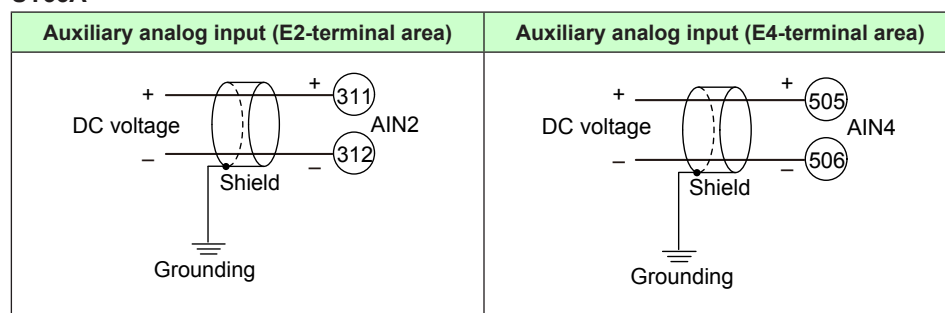 Auxiliary analog input (E2-terminal area)
Auxiliary analog input (E4-terminal area)
+ + 311
DC voltage AIN2
– – 312
Shield
Grounding
+ + 505
DC voltage AIN4
– – 506
Shield
Grounding